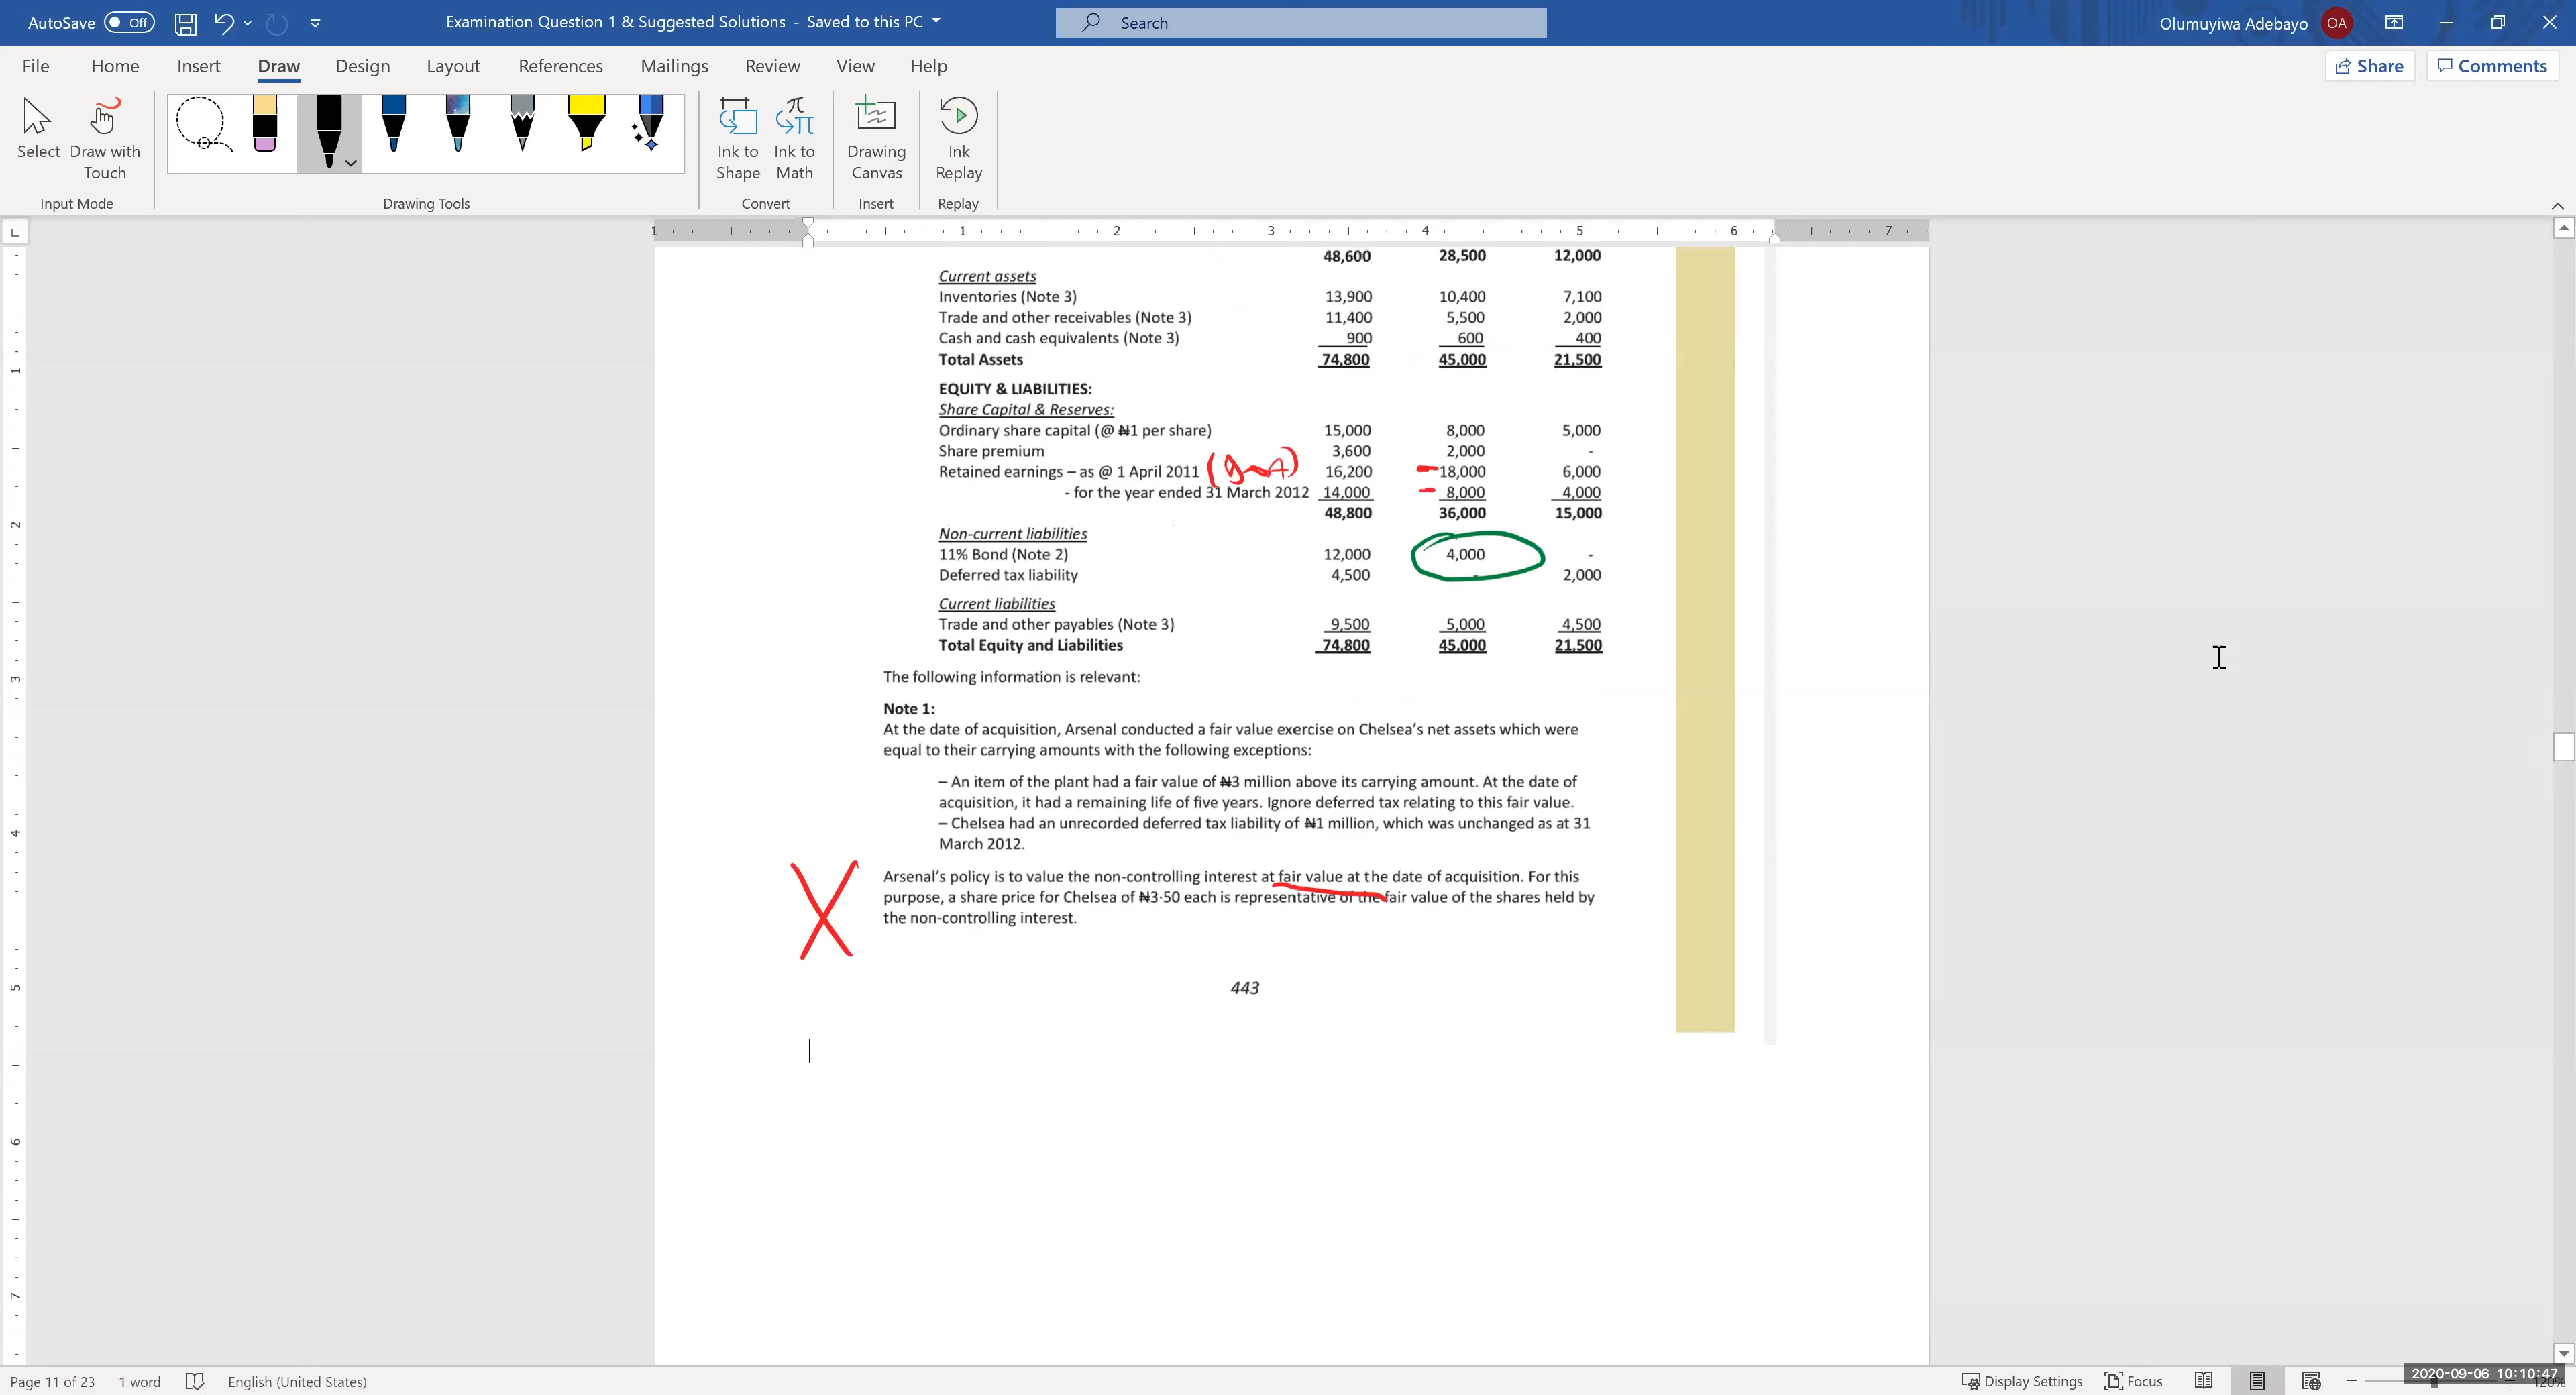 AutoSave Off Examination Question 1 & Suggested Solutions - Saved to this PC Search Olumuyiwa Adebayo OA
File Home Insert Draw Design Layout References Mailings Review View Help Share Comments
Select Draw with Touch Ink to Shape Ink to Math Drawing Canvas Ink Replay
Input Mode Drawing Tools Convert Insert Replay
1 1 2 3 4 5 6 7
48,600 28,500 12,000
Current assets
Inventories (Note 3) 13,900 10,400 7,100
Trade and other receivables (Note 3) 11,400 5,500 2,000
Cash and cash equivalents (Note 3) 900 600 400
Total Assets 74,800 45,000 21,500
EQUITY & LIABILITIES:
Share Capital & Reserves:
Ordinary share capital (@ ₦1 per share) 15,000 8,000 5,000
Share premium 3,600 2,000 -
Retained earnings – as @ 1 April 2011 16,200 18,000 6,000
- for the year ended 31 March 2012 14,000 8,000 4,000
48,800 36,000 15,000
Non-current liabilities
11% Bond (Note 2) 12,000 4,000 -
Deferred tax liability 4,500 2,000
Current liabilities
Trade and other payables (Note 3) 9,500 5,000 4,500
Total Equity and Liabilities 74,800 45,000 21,500
The following information is relevant:
Note 1:
At the date of acquisition, Arsenal conducted a fair value exercise on Chelsea's net assets which were
equal to their carrying amounts with the following exceptions:
– An item of the plant had a fair value of ₦3 million above its carrying amount. At the date of
acquisition, it had a remaining life of five years. Ignore deferred tax relating to this fair value.
– Chelsea had an unrecorded deferred tax liability of ₦1 million, which was unchanged as at 31
March 2012.
Arsenal's policy is to value the non-controlling interest at fair value at the date of acquisition. For this
purpose, a share price for Chelsea of ₦3·50 each is representative of the fair value of the shares held by
the non-controlling interest.
443
1
2
3
4
5
6
7
Page 11 of 23 1 word English (United States) Display Settings Focus 2020-09-06 10:10:47 120%